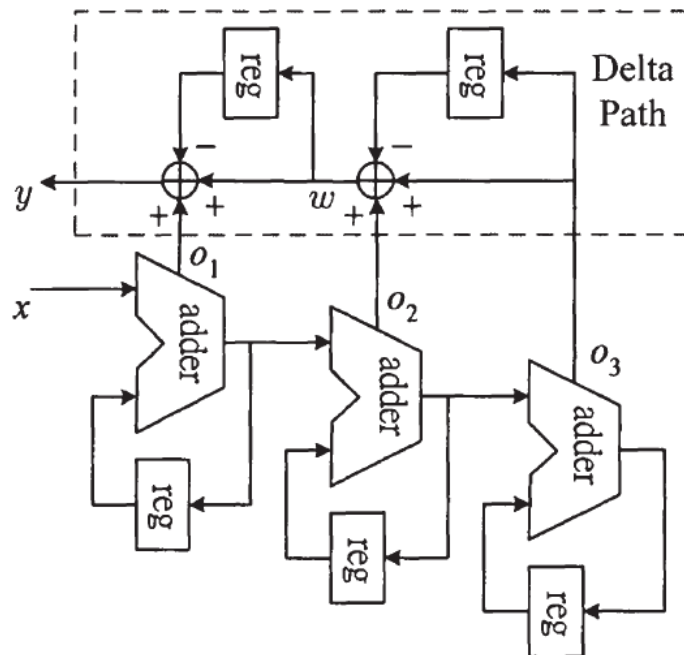 reg
reg
Delta
Path
−
−
y
+
+
w
+
+
o1
o2
o3
x
adder
adder
adder
reg
reg
reg